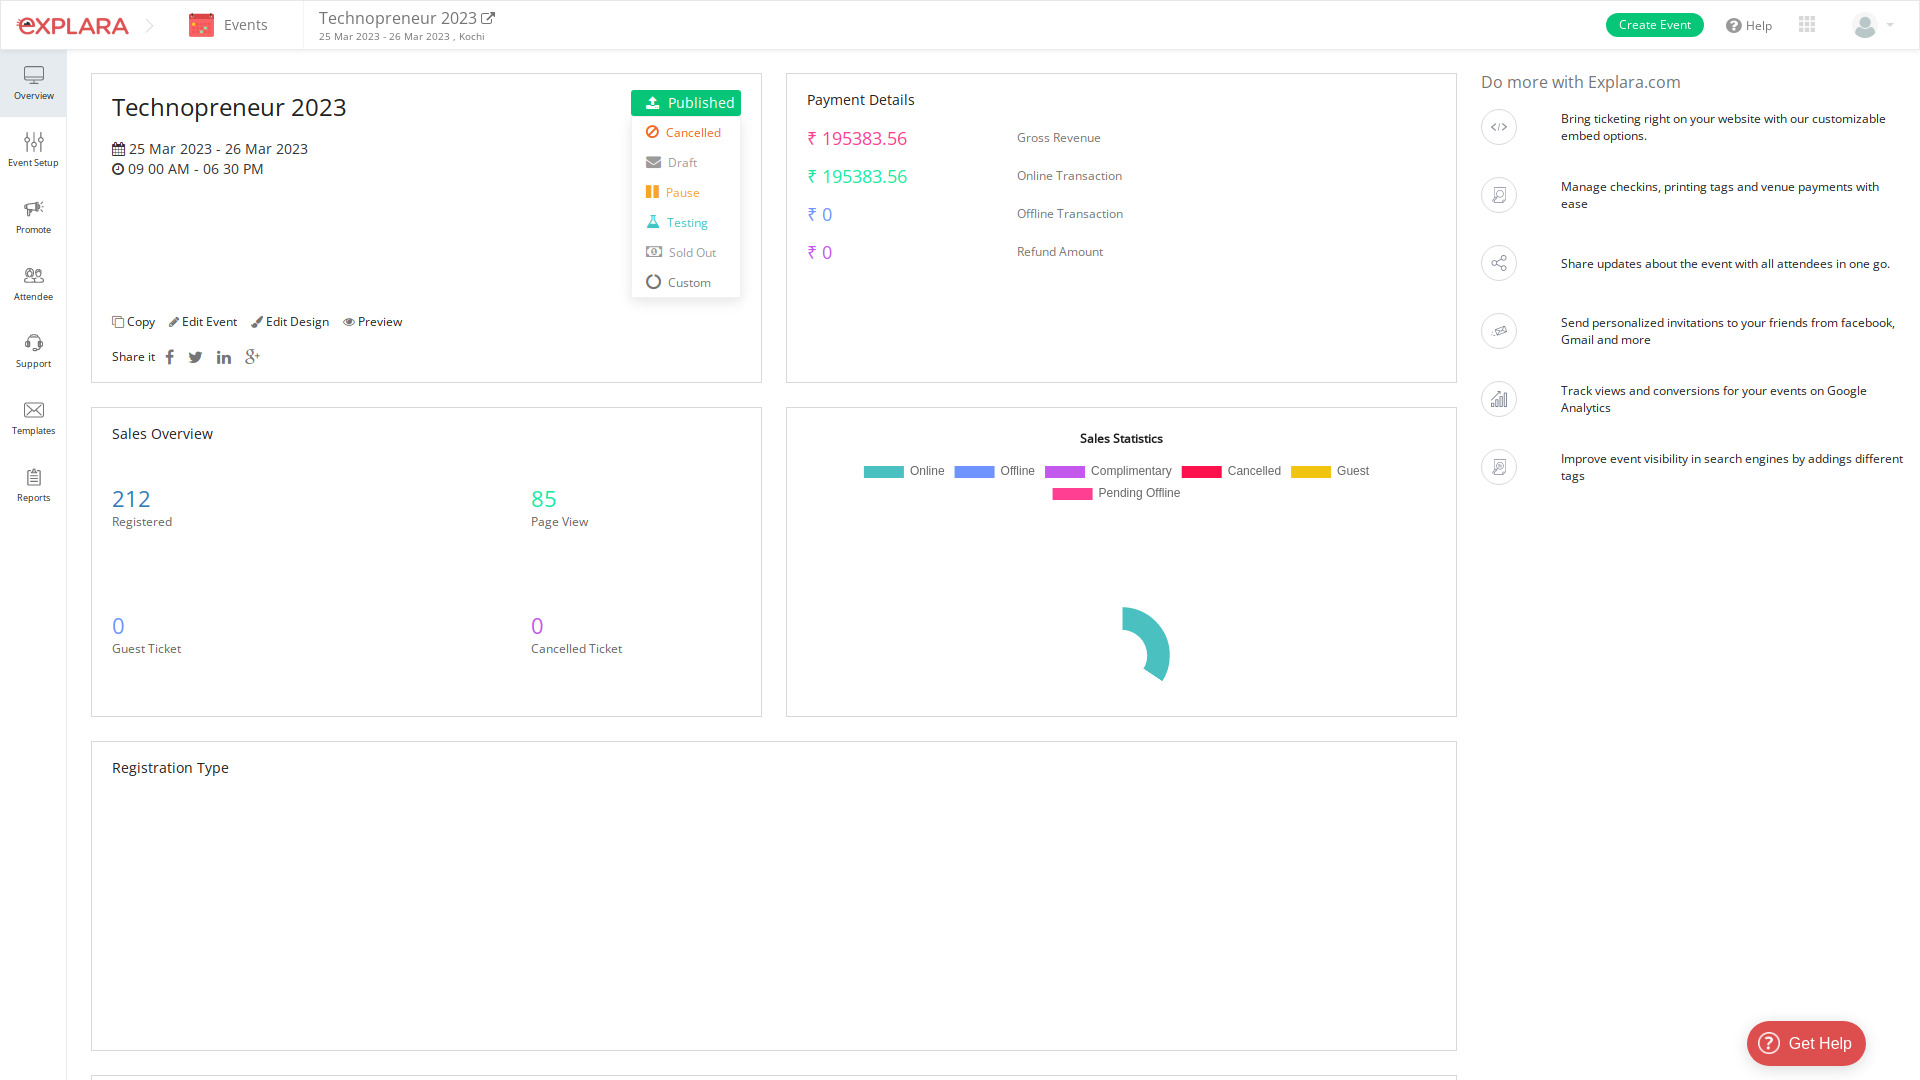 eXPLARA
Events
Technopreneur 2023
25 Mar 2023 - 26 Mar 2023 , Kochi
Create Event
Help
Overview
Event Setup
Promote
Attendee
Support
Templates
Reports
Technopreneur 2023
25 Mar 2023 - 26 Mar 2023
09 00 AM - 06 30 PM
Published
Cancelled
Draft
Pause
Testing
Sold Out
Custom
Copy Edit Event Edit Design Preview
Share it
Payment Details
₹ 195383.56 Gross Revenue
₹ 195383.56 Online Transaction
₹ 0 Offline Transaction
₹ 0 Refund Amount
Sales Overview
212
Registered
85
Page View
0
Guest Ticket
0
Cancelled Ticket
Sales Statistics
Online Offline Complimentary Cancelled Guest
Pending Offline
Registration Type
Do more with Explara.com
Bring ticketing right on your website with our customizable
embed options.
Manage checkins, printing tags and venue payments with
ease
Share updates about the event with all attendees in one go.
Send personalized invitations to your friends from facebook,
Gmail and more
Track views and conversions for your events on Google
Analytics
Improve event visibility in search engines by addings different
tags
Get Help